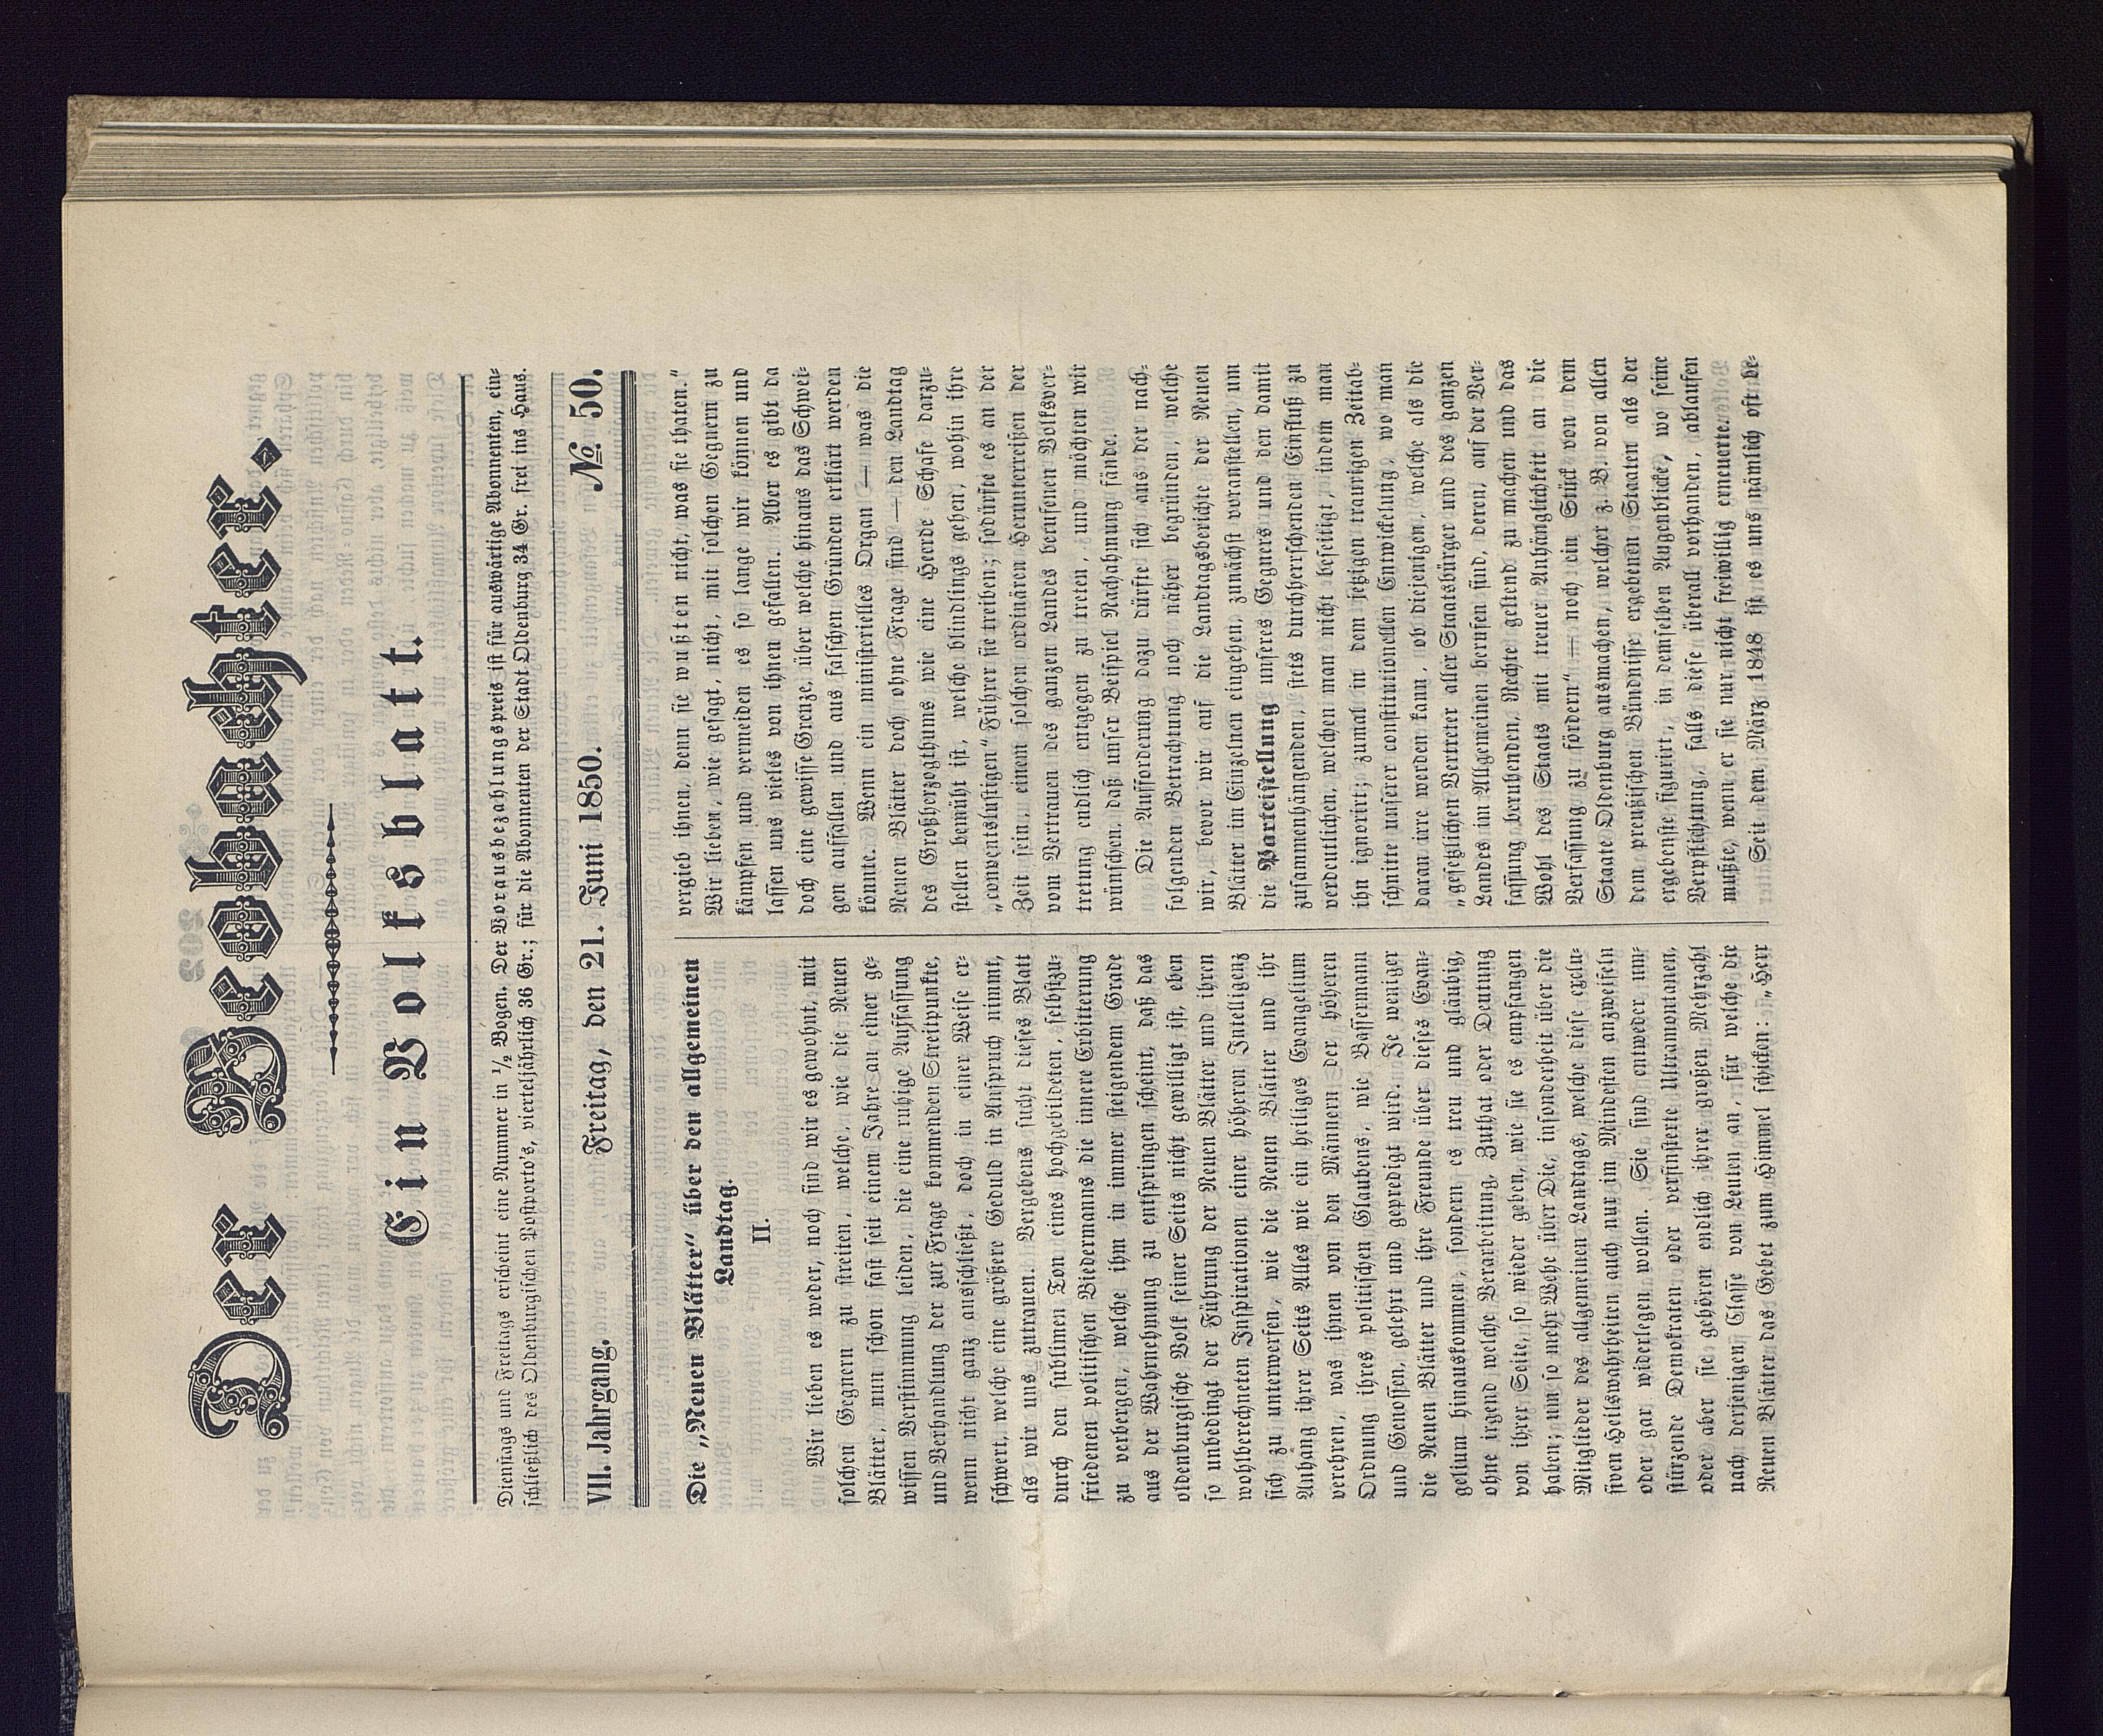 Der Beobachter.
Ein Volksblatt.
Dienstags und Freitags erscheint eine Nummer in ½ Bogen. Der Vorausbezahlungspreis ist für auswärtige Abonnenten, ein-
schließlich des Oldenburgischen Postporto's, vierteljährlich 36 Gr.; für die Abonnenten der Stadt Oldenburg 34 Gr. frei ins Haus.
VII. Jahrgang. Freitag, den 21. Juni 1850. № 50.
Die „Neuen Blätter" über den allgemeinen
Landtag.
II.
Wir lieben es weder, noch sind wir es gewohnt, mit
solchen Gegnern zu streiten, welche, wie die Neuen
Blätter, nun schon fast seit einem Jahre an einer ge-
wissen Verstimmung leiden, die eine ruhige Auffassung
und Verhandlung der zur Frage kommenden Streitpunkte,
wenn nicht ganz ausschließt, doch in einer Weise er-
schwert, welche eine größere Geduld in Anspruch nimmt,
als wir uns zutrauen. Vergebens sucht dieses Blatt
durch den sublimen Ton eines hochgebildeten, selbstzu-
friedenen politischen Biedermanns die innere Erbitterung
zu verbergen, welche ihm in immer steigendem Grade
aus der Wahrnehmung zu entspringen scheint, daß das
oldenburgische Volk seiner Seits nicht gewilligt ist, eben
so unbedingt der Führung der Neuen Blätter und ihren
wohlberechneten Inspirationen einer höheren Intelligenz
sich zu unterwerfen, wie die Neuen Blätter und ihr
Anhang ihrer Seits Alles wie ein heiliges Evangelium
verehren, was ihnen von den Männern der höheren
Ordnung ihres politischen Glaubens, wie Bassermann
und Genossen, gelehrt und gepredigt wird. Je weniger
die Neuen Blätter und ihre Freunde über dieses Evan-
gelium hinauskommen, sondern es treu und gläubig,
ohne irgend welche Verarbeitung, Zuthat oder Deutung
von ihrer Seite, so wieder geben, wie sie es empfangen
haben; um so mehr Wehe über Die, insonderheit über die
Mitglieder des allgemeinen Landtags, welche diese exclu-
siven Heilswahrheiten auch nur im Mindesten anzweifeln
oder gar widerlegen wollen. Sie sind entweder um-
stürzende Demokraten oder verfinsterte Ultramontanen,
oder aber sie gehören endlich ihrer großen Mehrzahl
nach derjenigen Classe von Leuten an, für welche die
Neuen Blätter das Gebet zum Himmel schicken: „Herr
vergieb ihnen, denn sie wußten nicht, was sie thaten."
Wir lieben, wie gesagt, nicht, mit solchen Gegnern zu
kämpfen und vermeiden es so lange wir können und
lassen uns vieles von ihnen gefallen. Aber es gibt da
doch eine gewisse Grenze, über welche hinaus das Schwei-
gen auffallen und aus falschen Gründen erklärt werden
könnte. Wenn ein ministerielles Organ — was die
Neuen Blätter doch ohne Frage sind — den Landtag
des Großherzogthums wie eine Herde Schafe darzu-
stellen bemüht ist, welche blindlings gehen, wohin ihre
„conventslustigen" Führer sie treiben; so dürfte es an der
Zeit sein, einem solchen ordinären Herunterreißen der
vom Vertrauen des ganzen Landes berufenen Volksver-
tretung endlich entgegen zu treten, und möchten wir
wünschen, daß unser Beispiel Nachahmung fände.
Die Aufforderung dazu dürfte sich aus der nach-
folgenden Betrachtung noch näher begründen, welche
wir, bevor wir auf die Landtagsberichte der Neuen
Blätter im Einzelnen eingehen, zunächst voranstellen, um
die Parteistellung unseres Gegners und den damit
zusammenhängenden, stets durchherrschenden Einfluß zu
verdeutlichen, welchen man nicht beseitigt, indem man
ihn ignorirt; zumal in dem jetzigen traurigen Zeitab-
schnitte unserer constitutionellen Entwickelung, wo man
daran irre werden kann, ob diejenigen, welche als die
„gesetzlichen Vertreter aller Staatsbürger und des ganzen
Landes im Allgemeinen berufen sind, deren, auf der Ver-
fassung beruhenden, Rechte geltend zu machen und das
Wohl des Staats mit treuer Anhänglichkeit an die
Verfassung zu fördern" — noch ein Stück von dem
Staate Oldenburg ausmachen, welcher z. B. von allen
dem preußischen Bündnisse ergebenen Staaten als der
ergebenste figurirt, in demselben Augenblicke, wo seine
Verpflichtung, falls diese überall vorhanden, ablaufen
mußte, wenn er sie nur nicht freiwillig erneuerte.
Seit dem März 1848 ist es uns nämlich oft be-